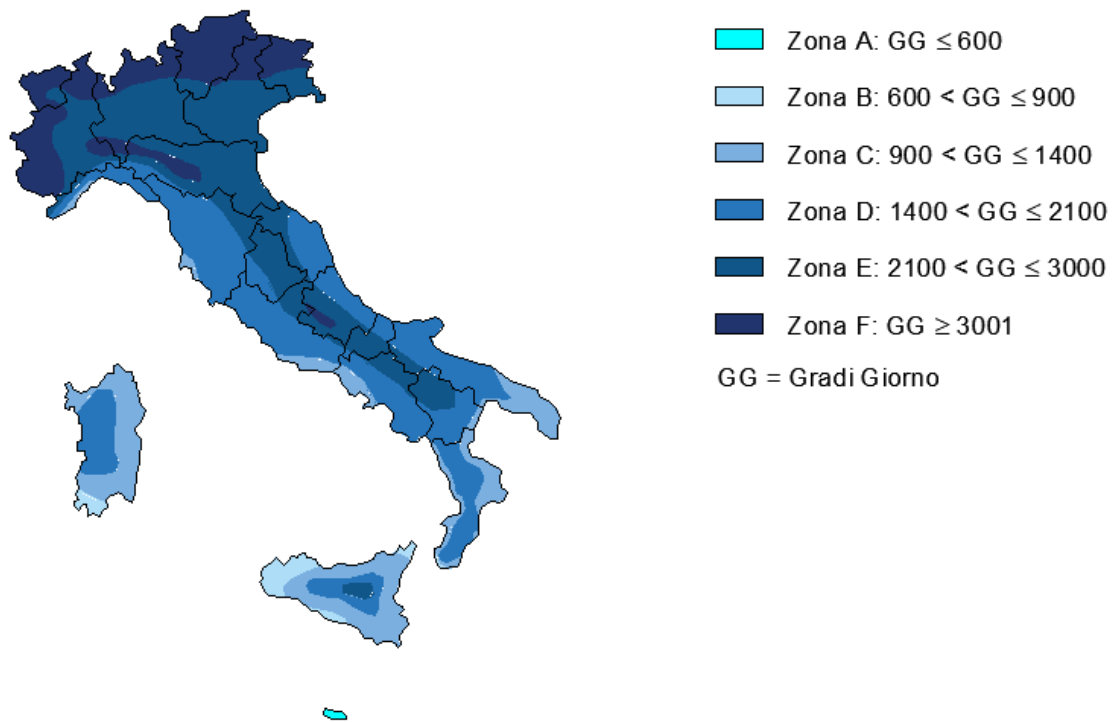 Zona A: GG ≤ 600
Zona B: 600 < GG ≤ 900
Zona C: 900 < GG ≤ 1400
Zona D: 1400 < GG ≤ 2100
Zona E: 2100 < GG ≤ 3000
Zona F: GG ≥ 3001
GG = Gradi Giorno